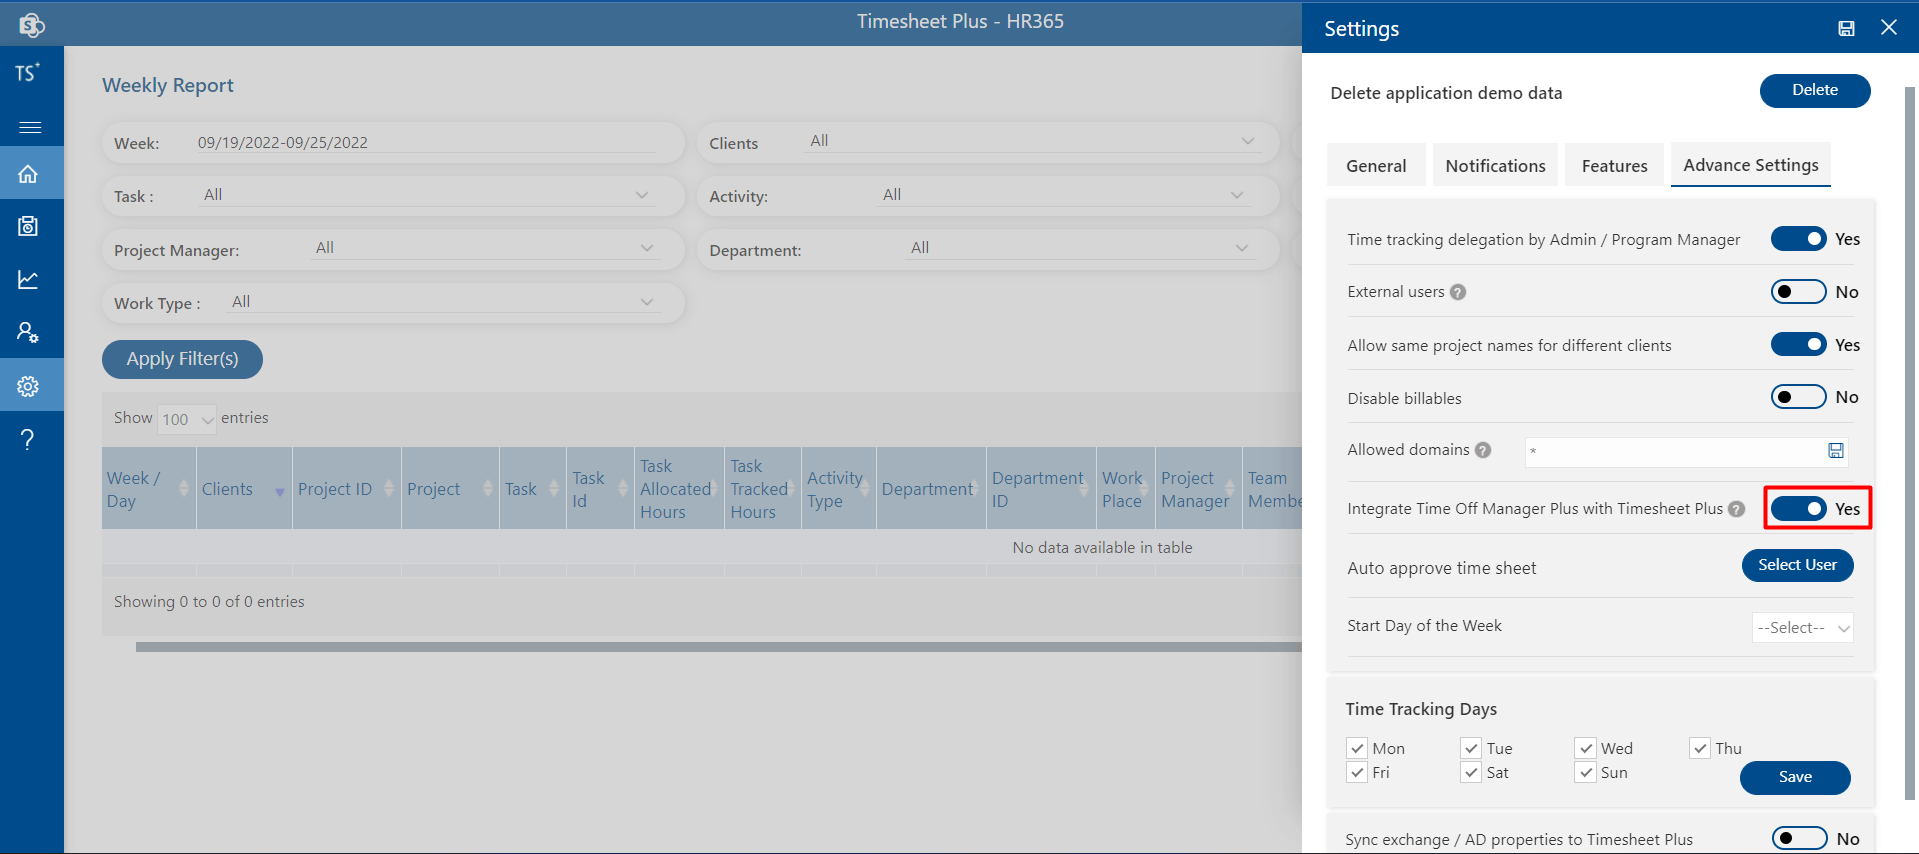 S
Timesheet Plus - HR365
Settings
TS+
Weekly Report
Week: 09/19/2022-09/25/2022
Clients All
Task : All
Activity: All
Project Manager: All
Department: All
Work Type : All
Apply Filter(s)
Show 100 entries
Week / Day
Clients
Project ID
Project
Task
Task Id
Task Allocated Hours
Task Tracked Hours
Activity Type
Department
Department ID
Work Place
Project Manager
Team Membe
No data available in table
Showing 0 to 0 of 0 entries
Delete application demo data
Delete
General
Notifications
Features
Advance Settings
Time tracking delegation by Admin / Program Manager Yes
External users ? No
Allow same project names for different clients Yes
Disable billables No
Allowed domains ? *
Integrate Time Off Manager Plus with Timesheet Plus ? Yes
Auto approve time sheet Select User
Start Day of the Week --Select--
Time Tracking Days
Mon Tue Wed Thu
Fri Sat Sun
Save
Sync exchange / AD properties to Timesheet Plus No